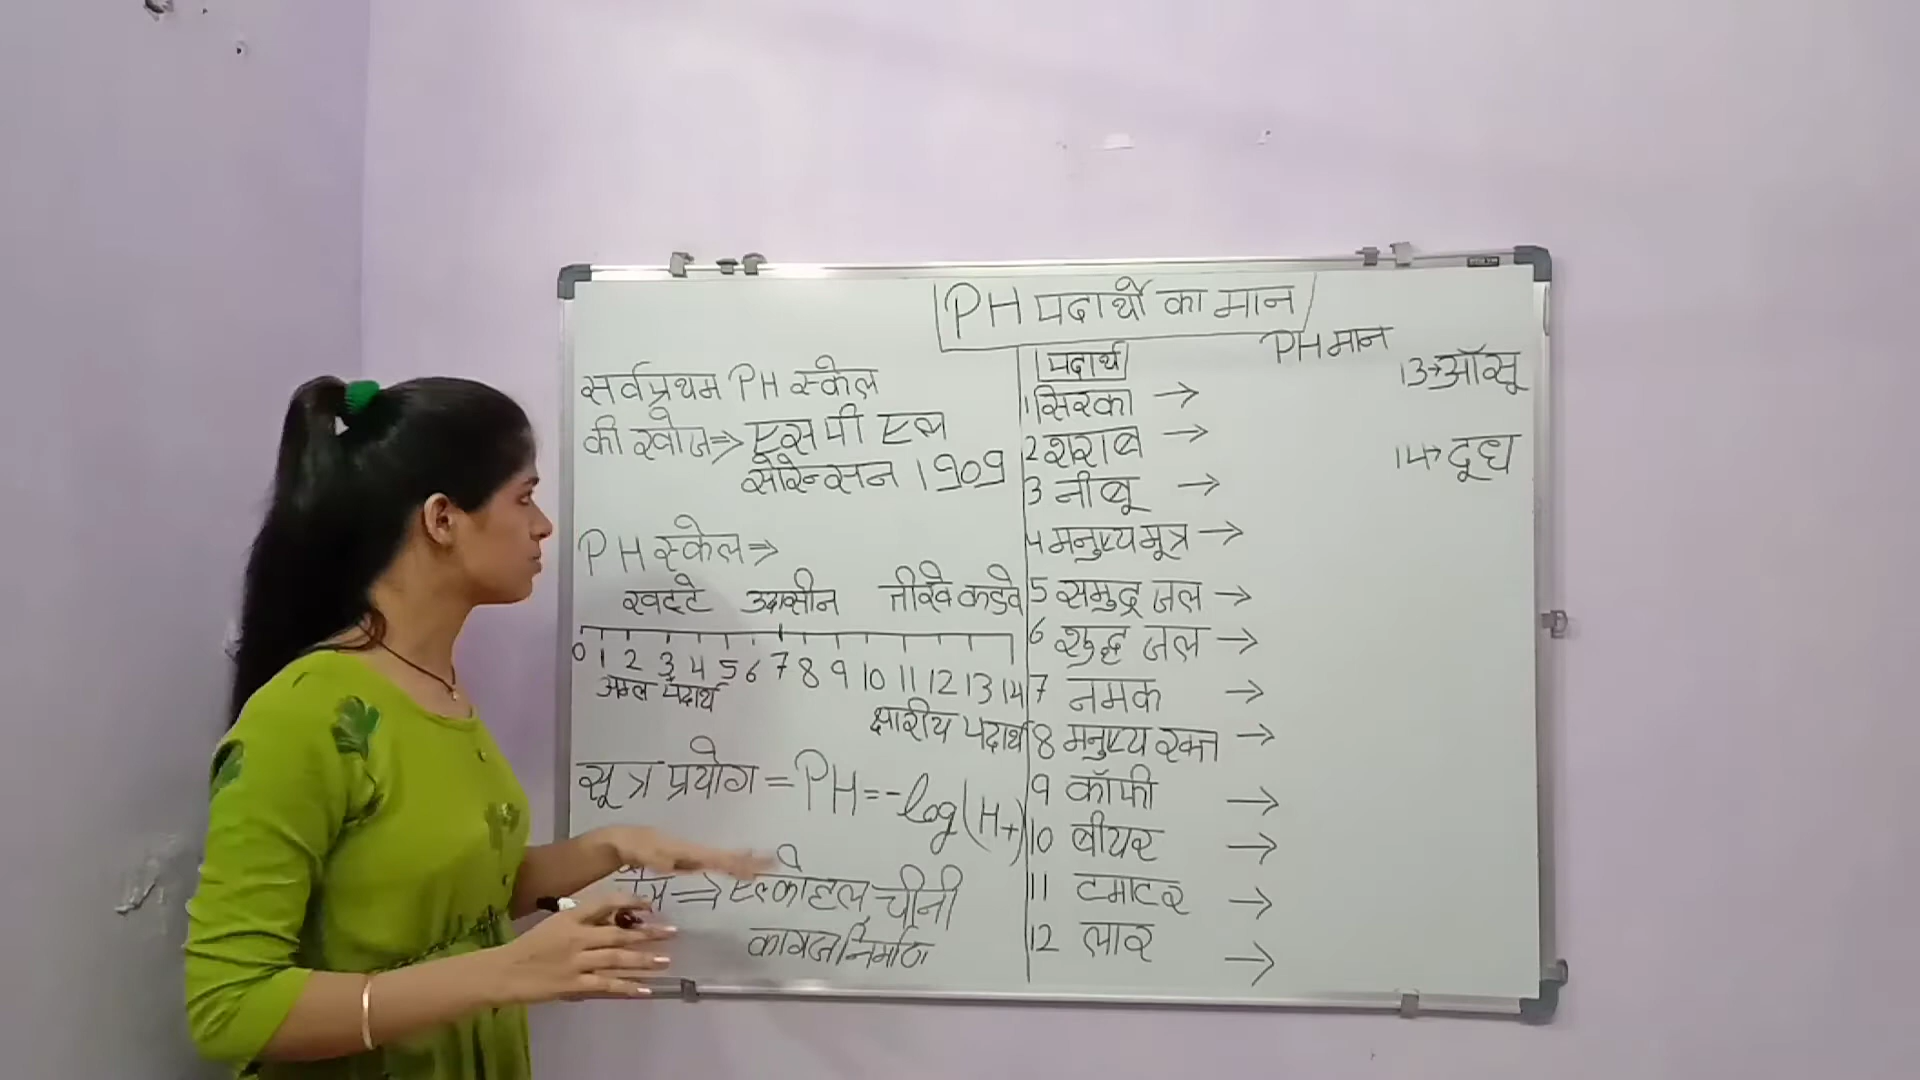 PH पदार्थो का मान
सर्वप्रथम PH स्केल
की खोज⇒ एस पी एल
सोरेन्सन 1909
PH स्केल⇒
खट्टे उदासीन तीखे कडवे
0 1 2 3 4 5 6 7 8 9 10 11 12 13 14
अम्ल पदार्थ
क्षारीय पदार्थ
सूत्र प्रयोग = PH = -log(H+)
⇒ एल्कोहल, चीनी
कागज निर्माण
पदार्थ PH मान
1 सिरका →
2 शराब →
3 नीबू →
4 मनुष्य मूत्र →
5 समुद्र जल →
6 शुद्ध जल →
7 नमक →
8 मनुष्य रक्त →
9 कॉफी →
10 बीयर →
11 टमाटर →
12 लार →
13→ऑसू
14→ दूध